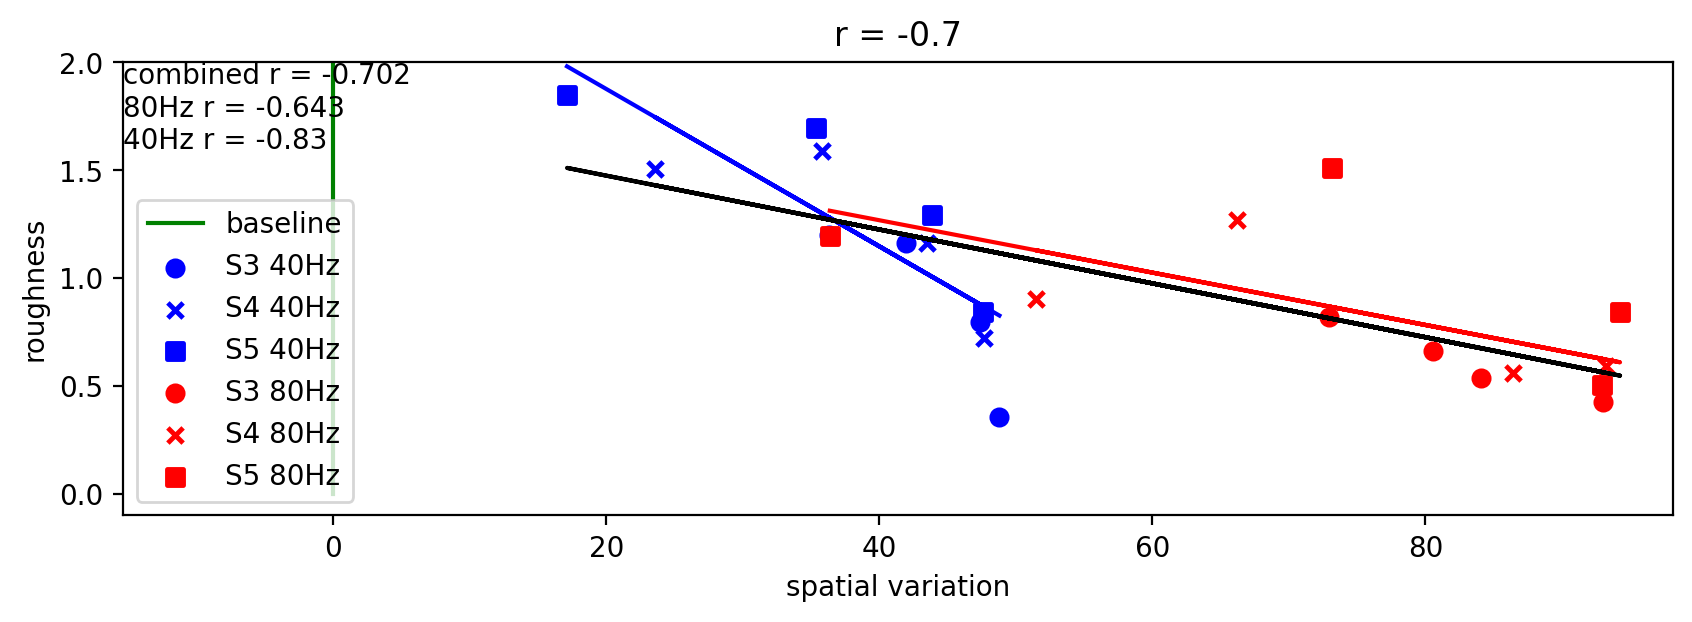 r = -0.7
combined r = -0.702
80Hz r = -0.643
40Hz r = -0.83
2.0
1.5
1.0
0.5
0.0
roughness
baseline
S3 40Hz
S4 40Hz
S5 40Hz
S3 80Hz
S4 80Hz
S5 80Hz
0 20 40 60 80
spatial variation